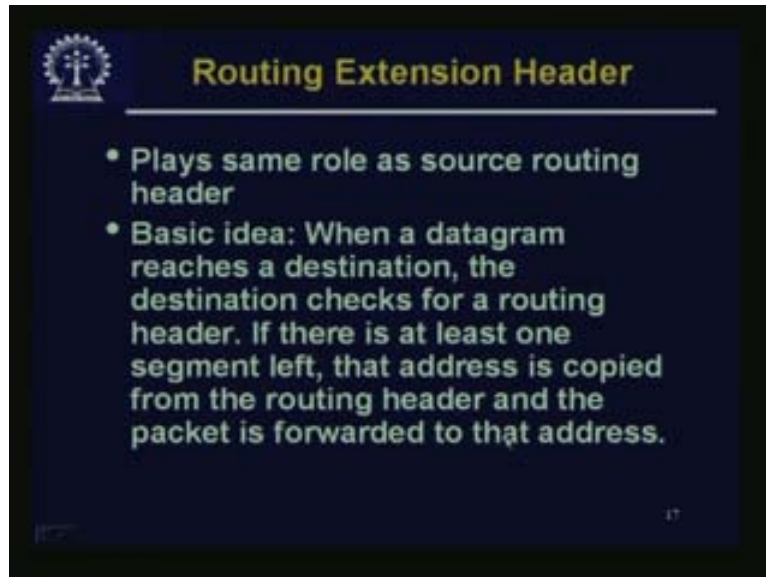 Routing Extension Header
• Plays same role as source routing
header
• Basic idea: When a datagram
reaches a destination, the
destination checks for a routing
header. If there is at least one
segment left, that address is copied
from the routing header and the
packet is forwarded to that address.
17